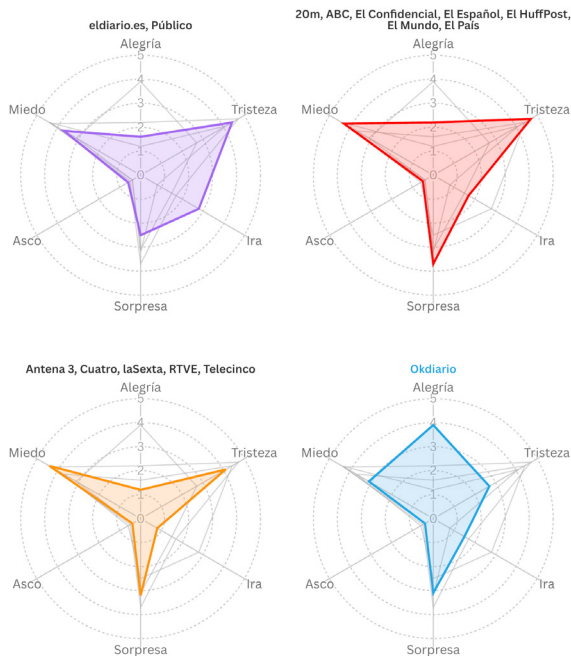 eldiario.es, Público
Alegría
5
4
3
2
1
0
Miedo
Tristeza
Asco
Ira
Sorpresa
20m, ABC, El Confidencial, El Español, El HuffPost,
El Mundo, El País
Alegría
5
4
3
2
1
0
Miedo
Tristeza
Asco
Ira
Sorpresa
Antena 3, Cuatro, laSexta, RTVE, Telecinco
Alegría
5
4
3
2
1
0
Miedo
Tristeza
Asco
Ira
Sorpresa
Okdiario
Alegría
5
4
3
2
1
0
Miedo
Tristeza
Asco
Ira
Sorpresa